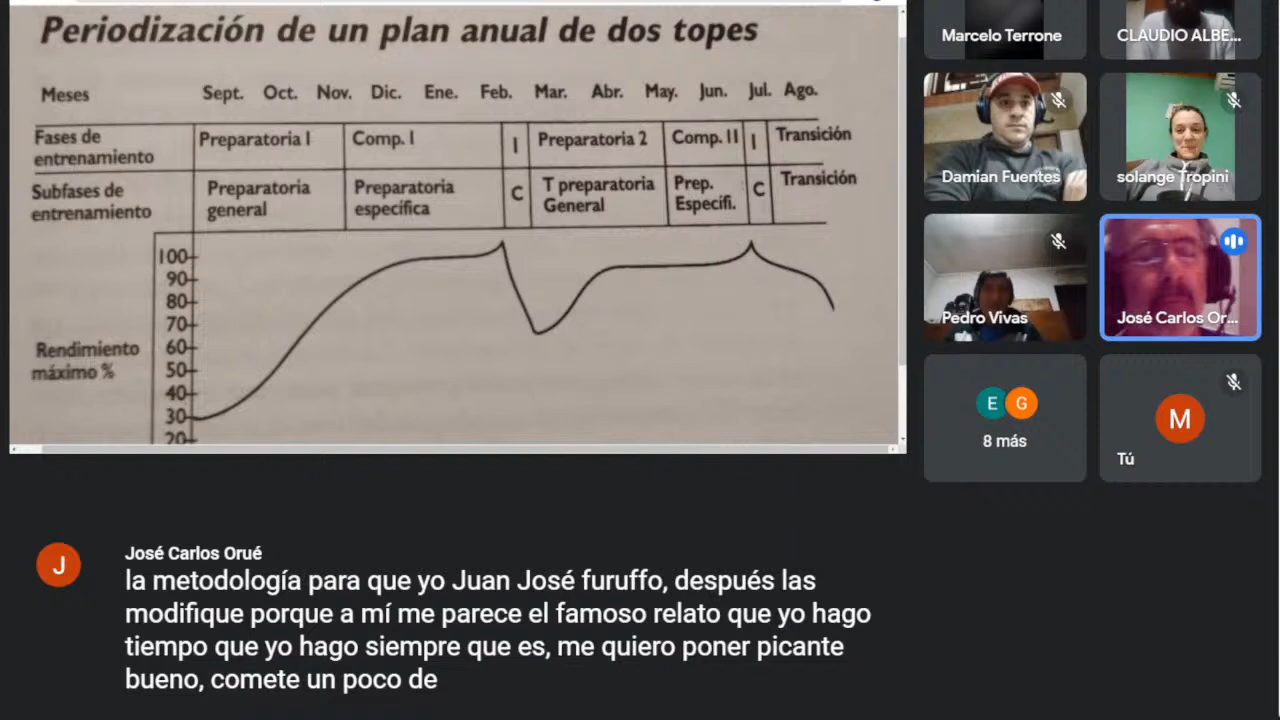 Periodización de un plan anual de dos topes
Meses
Sept. Oct. Nov. Dic. Ene. Feb. Mar. Abr. May. Jun. Jul. Ago.
Fases de entrenamiento
Preparatoria I
Comp. I
I
Preparatoria 2
Comp. II
I
Transición
Subfases de entrenamiento
Preparatoria general
Preparatoria específica
C
T preparatoria General
Prep. Especifi.
C
Transición
Rendimiento máximo %
100
90
80
70
60
50
40
30
20
Marcelo Terrone
CLAUDIO ALBE...
Damian Fuentes
solange Tropini
Pedro Vivas
José Carlos Or...
E G
8 más
M
Tú
J
José Carlos Orué
la metodología para que yo Juan José furuffo, después las
modifique porque a mí me parece el famoso relato que yo hago
tiempo que yo hago siempre que es, me quiero poner picante
bueno, comete un poco de